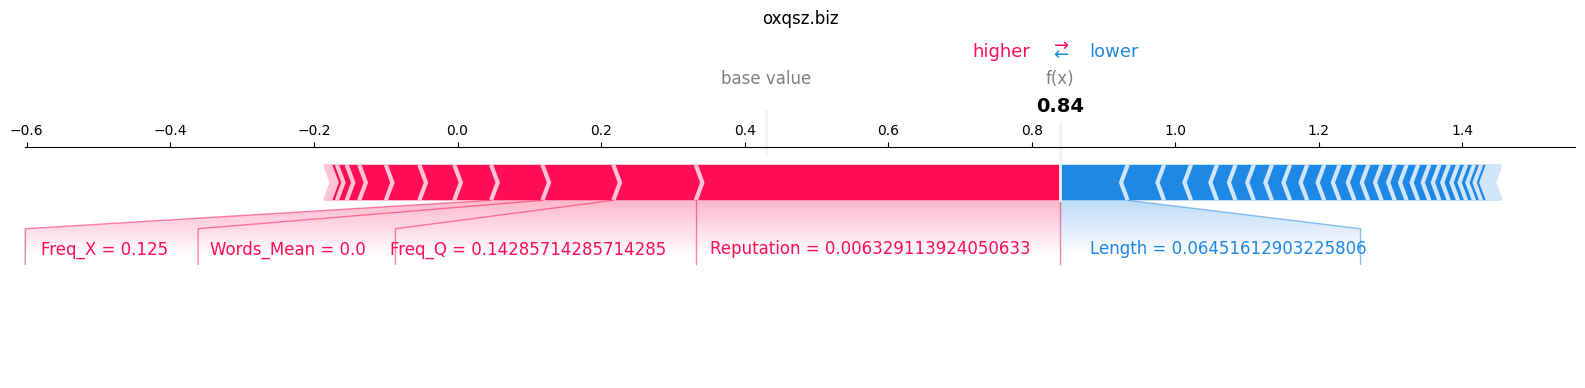 oxqsz.biz
higher ⇄ lower
base value f(x)
0.84
−0.6 −0.4 −0.2 0.0 0.2 0.4 0.6 0.8 1.0 1.2 1.4
Freq_X = 0.125 Words_Mean = 0.0 Freq_Q = 0.14285714285714285 Reputation = 0.006329113924050633 Length = 0.06451612903225806